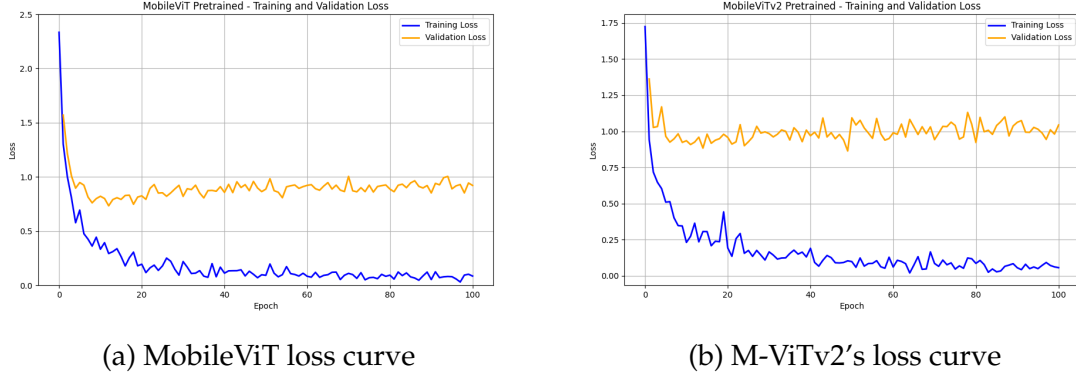 MobileViT Pretrained - Training and Validation Loss
Training Loss
Validation Loss
2.5
2.0
1.5
1.0
0.5
0.0
Loss
0
20
40
60
80
100
Epoch
(a) MobileViT loss curve
MobileViTv2 Pretrained - Training and Validation Loss
Training Loss
Validation Loss
1.75
1.50
1.25
1.00
0.75
0.50
0.25
0.00
Loss
0
20
40
60
80
100
Epoch
(b) M-ViTv2's loss curve